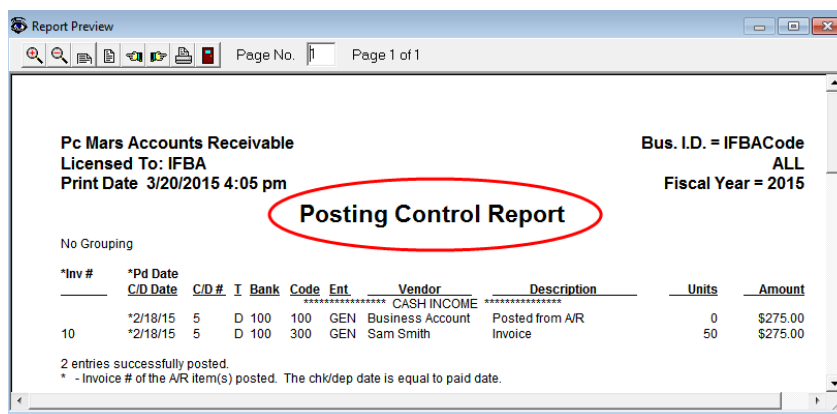 Report Preview
Page No. 1 Page 1 of 1
Pc Mars Accounts Receivable Bus. I.D. = IFBACode
Licensed To: IFBA ALL
Print Date 3/20/2015 4:05 pm Fiscal Year = 2015
Posting Control Report
No Grouping
*Inv # *Pd Date
C/D Date C/D # T Bank Code Ent Vendor Description Units Amount
**************** CASH INCOME ***************
*2/18/15 5 D 100 100 GEN Business Account Posted from A/R 0 $275.00
10 *2/18/15 5 D 100 300 GEN Sam Smith Invoice 50 $275.00
2 entries successfully posted.
* - Invoice # of the A/R item(s) posted. The chk/dep date is equal to paid date.